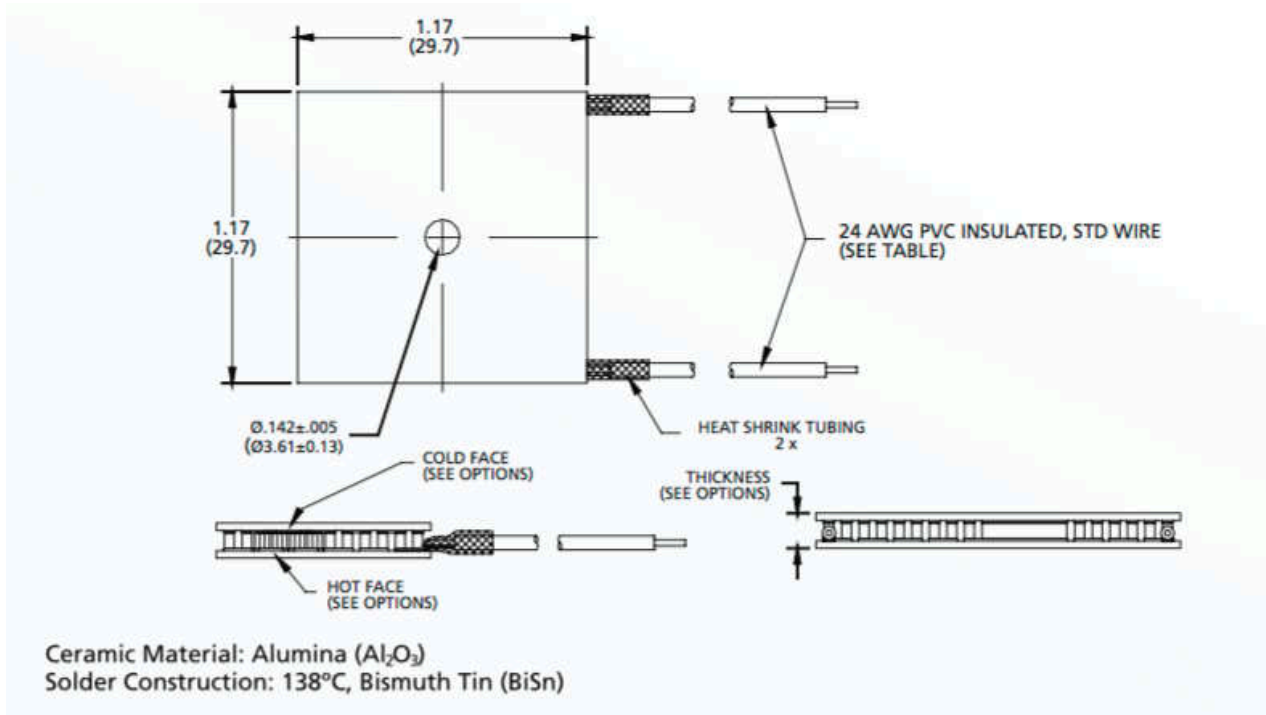 1.17
(29.7)
1.17
(29.7)
24 AWG PVC INSULATED, STD WIRE
(SEE TABLE)
Ø.142±.005
(Ø3.61±0.13)
HEAT SHRINK TUBING
2 x
COLD FACE
(SEE OPTIONS)
THICKNESS
(SEE OPTIONS)
HOT FACE
(SEE OPTIONS)
Ceramic Material: Alumina (Al₂O₃)
Solder Construction: 138ºC, Bismuth Tin (BiSn)